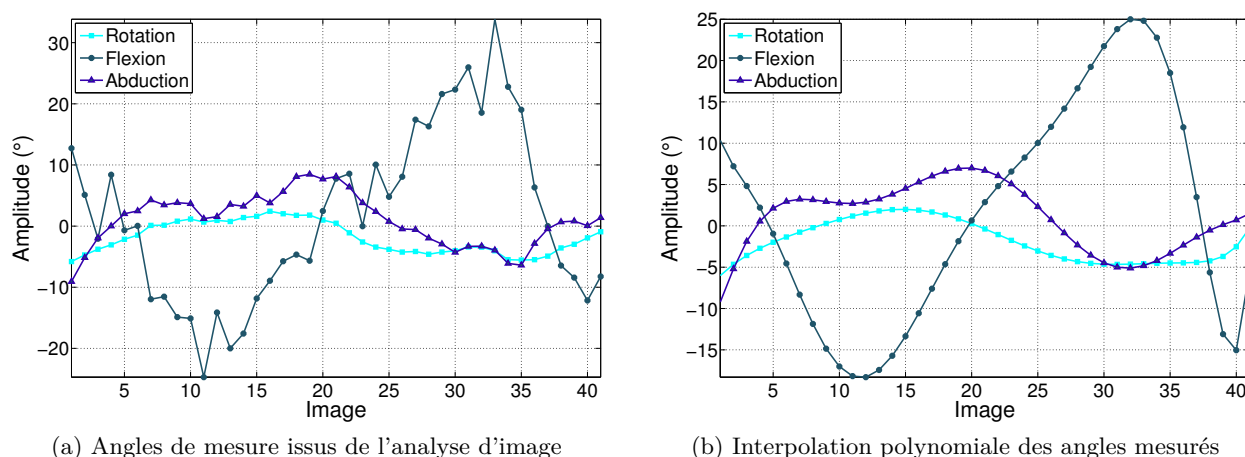 Rotation
Flexion
Abduction
30
20
10
0
−10
−20
Amplitude (°)
5 10 15 20 25 30 35 40
Image
(a) Angles de mesure issus de l'analyse d'image
Rotation
Flexion
Abduction
25
20
15
10
5
0
−5
−10
−15
Amplitude (°)
5 10 15 20 25 30 35 40
Image
(b) Interpolation polynomiale des angles mesurés